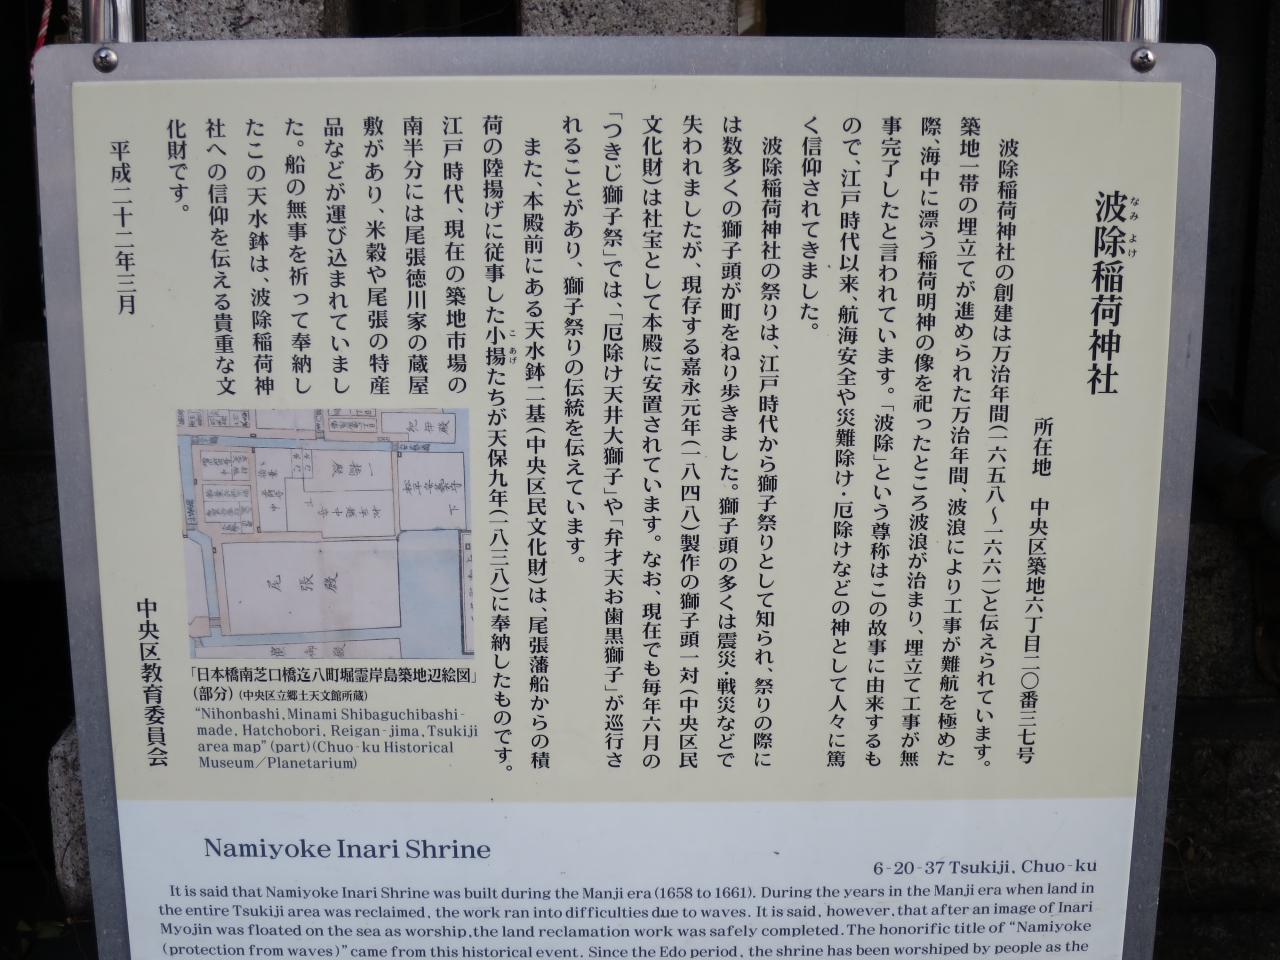 波除稲荷神社
なみ よけ
所在地 中央区築地六丁目二〇番三七号
波除稲荷神社の創建は万治年間(一六五八〜一六六一)と伝えられています。
築地一帯の埋立てが進められた万治年間、波浪により工事が難航を極めた
際、海中に漂う稲荷明神の像を祀ったところ波浪が治まり、埋立て工事が無
事完了したと言われています。「波除」という尊称はこの故事に由来するも
ので、江戸時代以来、航海安全や災難除け・厄除けなどの神として人々に篤
く信仰されてきました。
波除稲荷神社の祭りは、江戸時代から獅子祭りとして知られ、祭りの際に
は数多くの獅子頭が町をねり歩きました。獅子頭の多くは震災・戦災などで
失われましたが、現存する嘉永元年(一八四八)製作の獅子頭一対(中央区民
文化財)は社宝として本殿に安置されています。なお、現在でも毎年六月の
「つきじ獅子祭」では、「厄除け天井大獅子」や「弁才天お歯黒獅子」が巡行さ
れることがあり、獅子祭りの伝統を伝えています。
また、本殿前にある天水鉢二基(中央区民文化財)は、尾張藩船からの積
荷の陸揚げに従事した小揚たちが天保九年(一八三八)に奉納したものです。
こ あげ
江戸時代、現在の築地市場の
南半分には尾張徳川家の蔵屋
敷があり、米穀や尾張の特産
品などが運び込まれていまし
た。船の無事を祈って奉納し
たこの天水鉢は、波除稲荷神
社への信仰を伝える貴重な文
化財です。
平成二十二年三月
中央区教育委員会
尾張殿
一橋殿
「日本橋南芝口橋迄八町堀霊岸島築地辺絵図」
(部分)(中央区立郷土天文館所蔵)
"Nihonbashi, Minami Shibaguchibashi-
made, Hatchobori, Reigan-jima, Tsukiji
area map" (part)(Chuo-ku Historical
Museum/Planetarium)
Namiyoke Inari Shrine
6-20-37 Tsukiji, Chuo-ku
It is said that Namiyoke Inari Shrine was built during the Manji era (1658 to 1661). During the years in the Manji era when land in
the entire Tsukiji area was reclaimed, the work ran into difficulties due to waves. It is said, however, that after an image of Inari
Myojin was floated on the sea as worship, the land reclamation work was safely completed. The honorific title of "Namiyoke
(protection from waves)" came from this historical event. Since the Edo period, the shrine has been worshiped by people as the